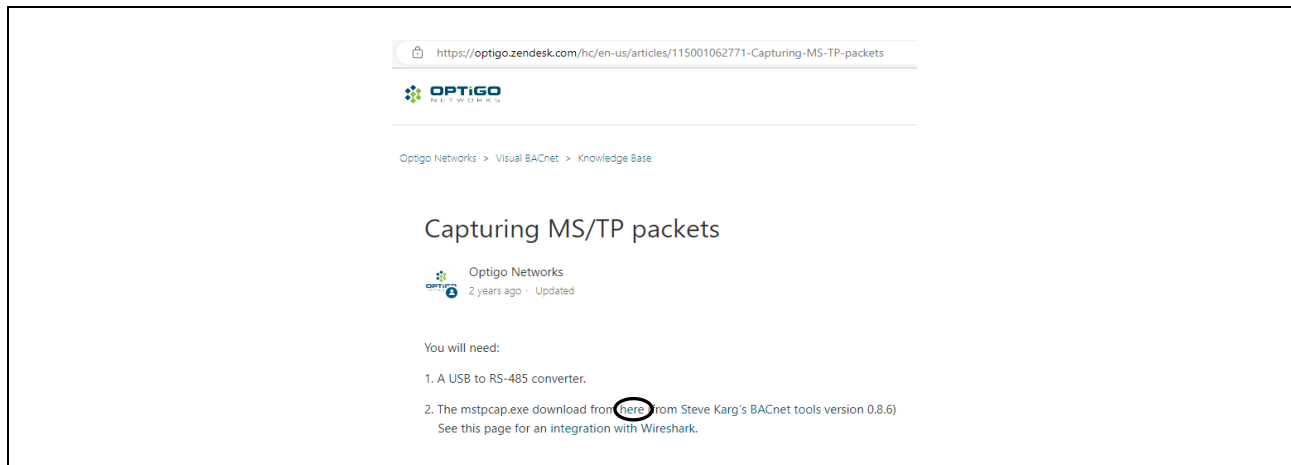 https://optigo.zendesk.com/hc/en-us/articles/115001062771-Capturing-MS-TP-packets
OPTiGO
NETWORKS
Optigo Networks > Visual BACnet > Knowledge Base
Capturing MS/TP packets
Optigo Networks
OPTiGO
2 years ago · Updated
You will need:
1. A USB to RS-485 converter.
2. The mstpcap.exe download from here (from Steve Karg's BACnet tools version 0.8.6)
See this page for an integration with Wireshark.